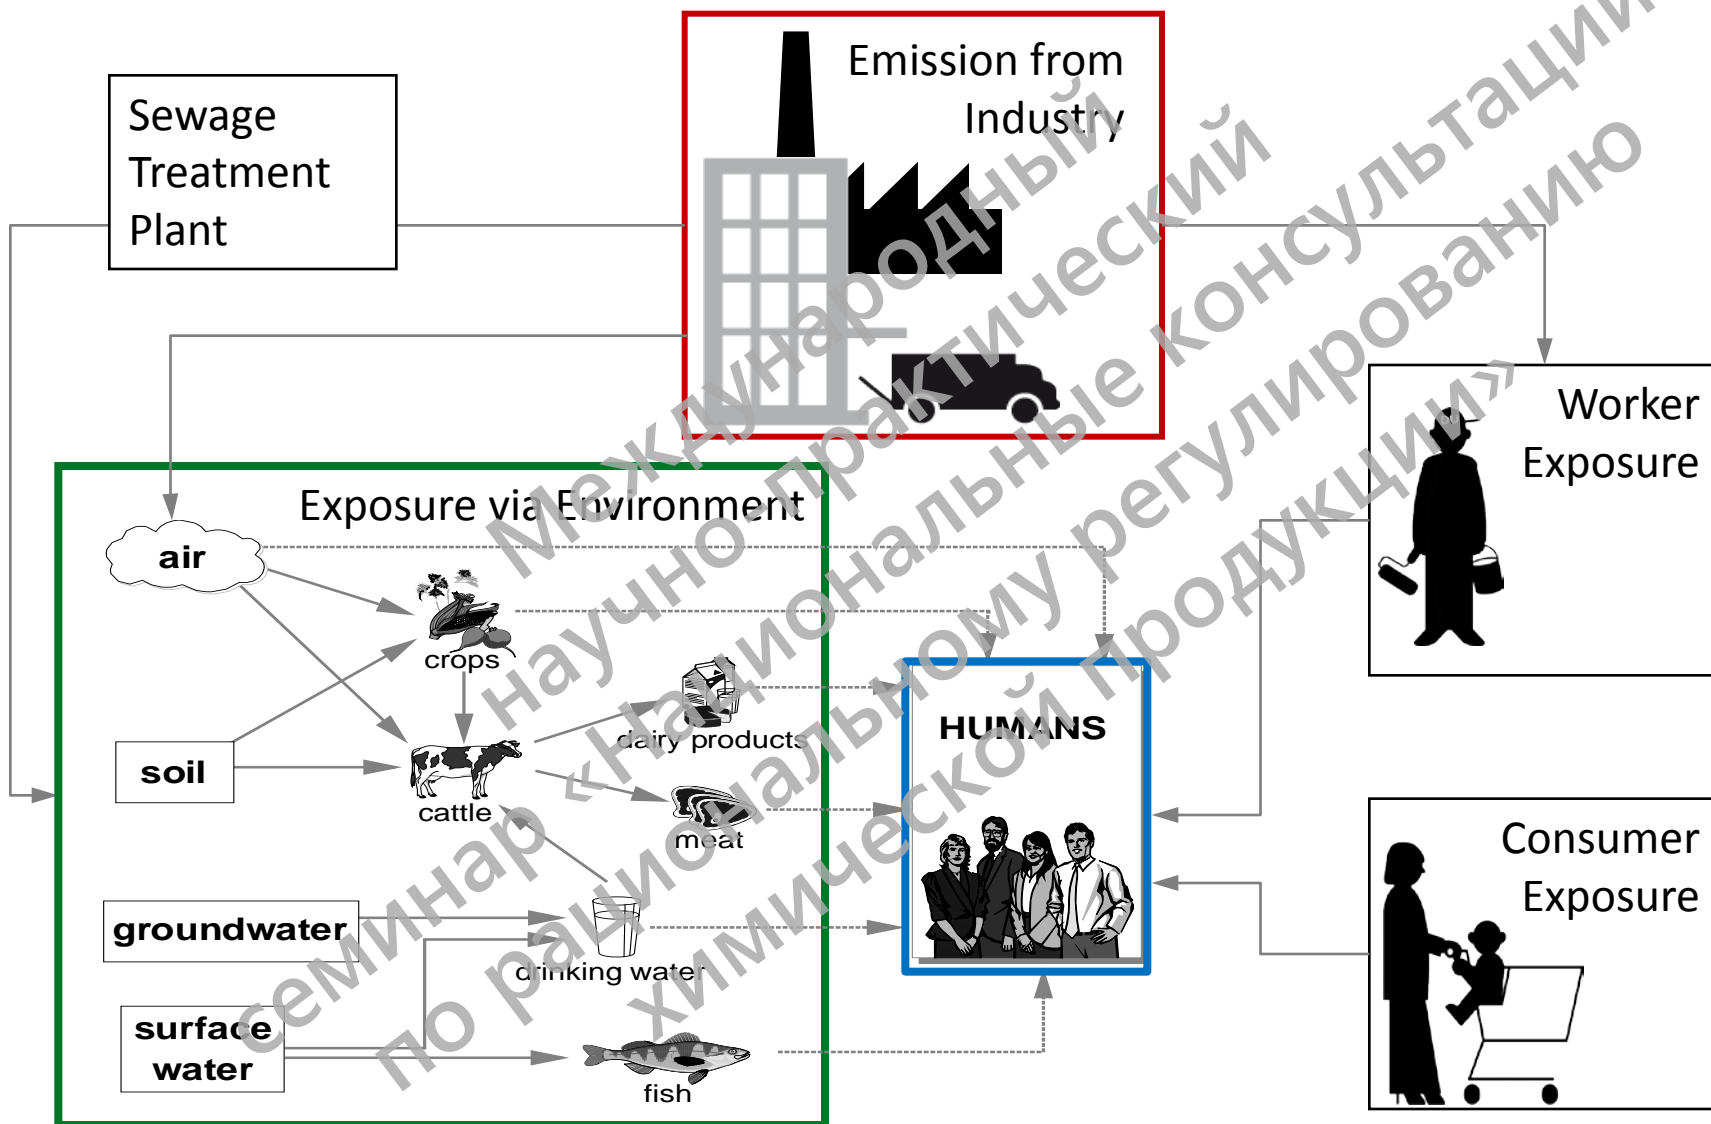 Emission from
Industry
Sewage
Treatment
Plant
Worker
Exposure
Exposure via Environment
air
crops
dairy products
HUMANS
soil
cattle
meat
Consumer
Exposure
groundwater
drinking water
surface
water
fish
Международный
научно-практический
семинар «Национальные консультации
по рациональному регулированию
химической продукции»